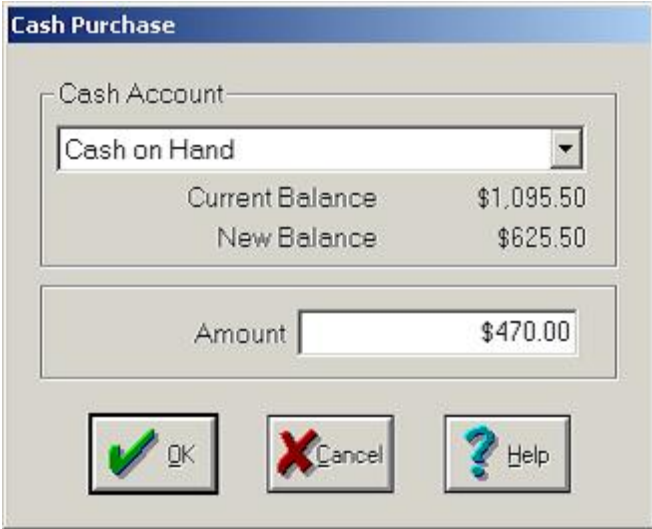 Cash Purchase
Cash Account
Cash on Hand
Current Balance $1,095.50
New Balance $625.50
Amount $470.00
OK Cancel Help